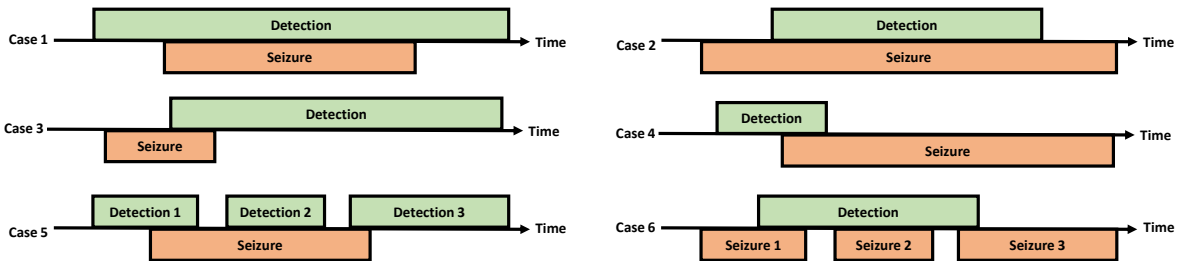 Detection
Case 1 Time
Seizure
Detection
Case 2 Time
Seizure
Detection
Case 3 Time
Seizure
Detection
Case 4 Time
Seizure
Detection 1 Detection 2 Detection 3
Case 5 Time
Seizure
Detection
Case 6 Time
Seizure 1 Seizure 2 Seizure 3